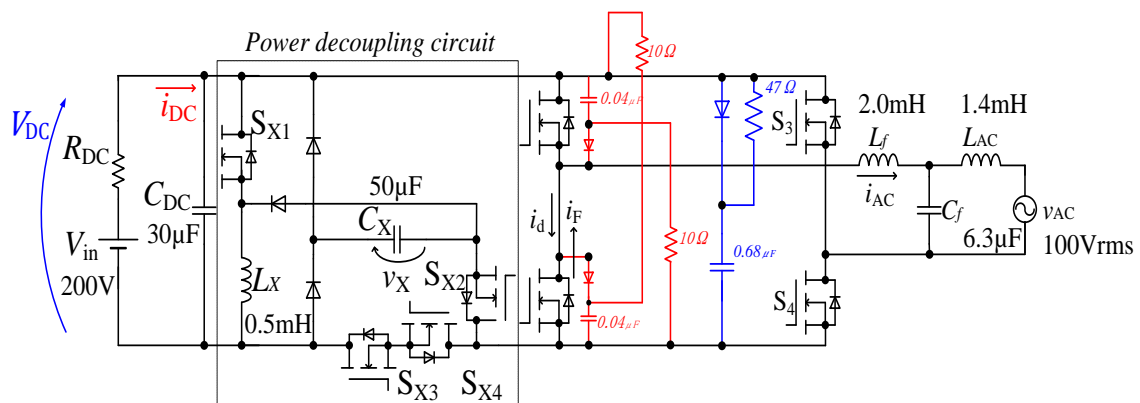 Power decoupling circuit
10Ω
V_DC
i_DC
R_DC
C_DC
30μF
V_in
200V
S_X1
L_X
0.5mH
50μF
C_X
v_X
S_X2
S_X3
S_X4
i_d
i_F
0.04μF
0.04μF
10Ω
47Ω
0.68μF
S_3
S_4
2.0mH
L_f
i_AC
1.4mH
L_AC
C_f
6.3μF
v_AC
100Vrms